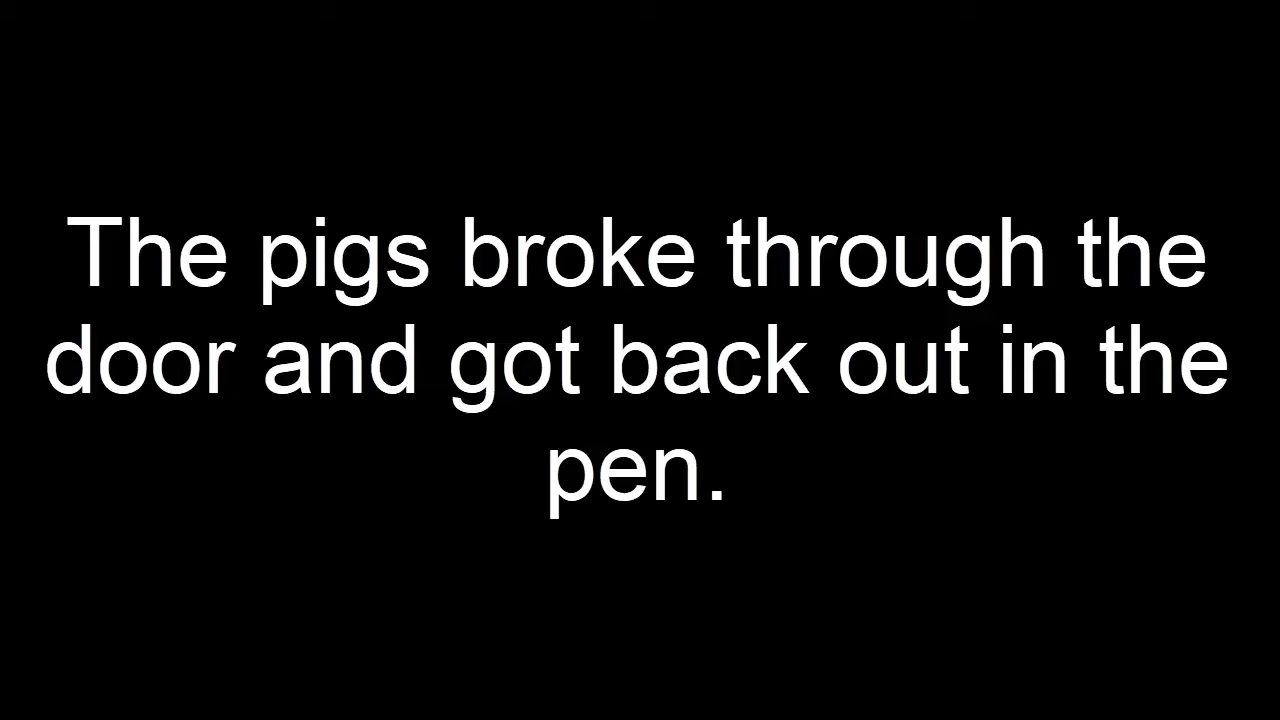 The pigs broke through the
door and got back out in the
pen.